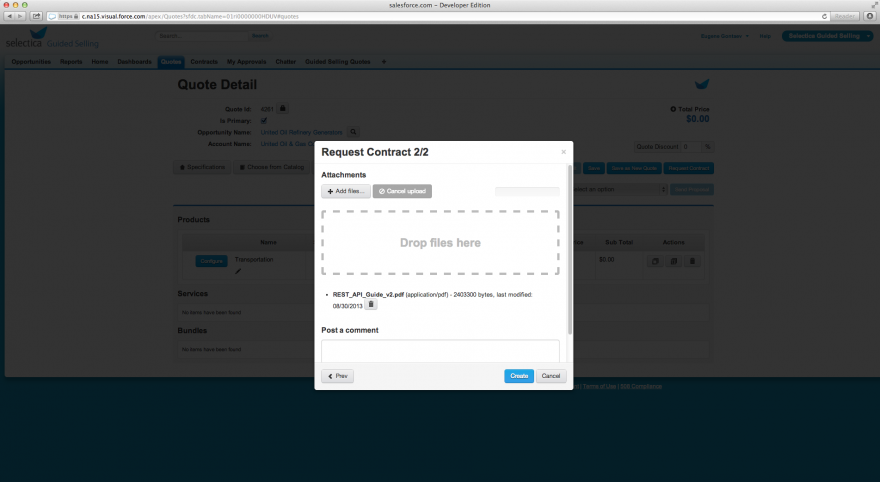 salesforce.com – Developer Edition
https c.na15.visual.force.com/apex/Quotes?sfdc.tabName=01r0000000HDUV#quotes
Reader
selectica Guided Selling
Search...
Search
Help
Selectica Guided Selling
Opportunities Reports Home Dashboards Quotes Contracts My Approvals Chatter Guided Selling Quotes +
Quote Detail
Quote Id: 4281
Is Primary:
Opportunity Name: United Oil Refinery Generators
Account Name: United Oil & Gas
Total Price
$0.00
Quote Discount 0 %
Specifications
Choose from Catalog
Save
Save as New Quote
Request Contract
an option
Products
Name
Sub Total
Actions
Configure
Transportation
$0.00
Services
No items have been found
Bundles
No items have been found
Request Contract 2/2
×
Attachments
Add files...
Cancel upload
Drop files here
• REST_API_Guide_v2.pdf (application/pdf) - 2403300 bytes, last modified:
08/30/2013
Post a comment
Prev
Create
Cancel
| Terms of Use | 508 Compliance